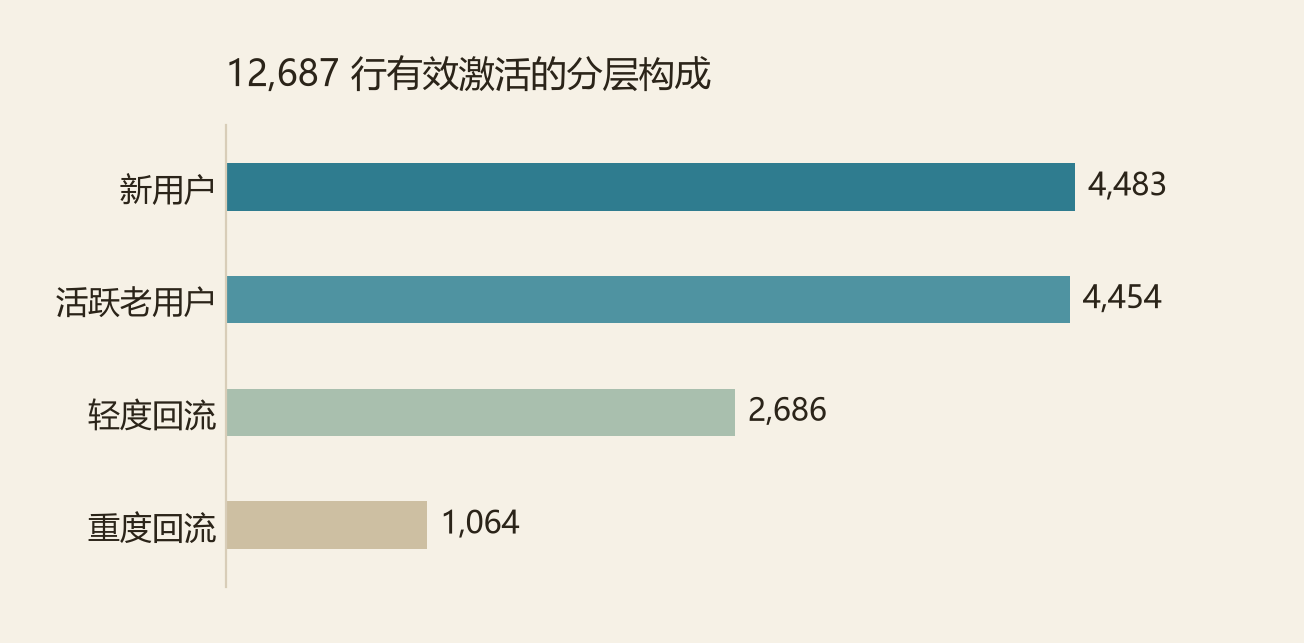 12,687 行有效激活的分层构成
新用户 4,483
活跃老用户 4,454
轻度回流 2,686
重度回流 1,064